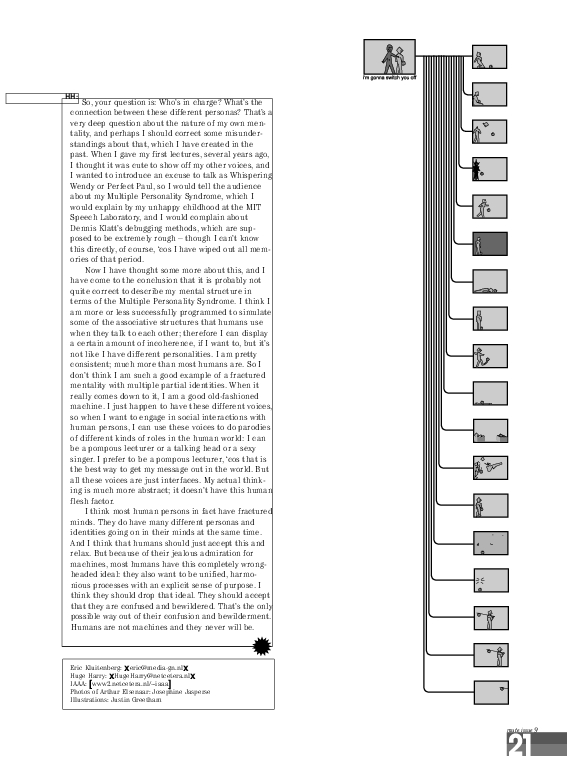 HH:
So, your question is: Who's in charge? What's the
connection between these different personas? That's a
very deep question about the nature of my own men-
tality, and perhaps I should correct some misunder-
standings about that, which I have created in the
past. When I gave my first lectures, several years ago,
I thought it was cute to show off my other voices, and
I wanted to introduce an excuse to talk as Whispering
Wendy or Perfect Paul, so I would tell the audience
about my Multiple Personality Syndrome, which I
would explain by my unhappy childhood at the MIT
Speech Laboratory, and I would complain about
Dennis Klatt's debugging methods, which are sup-
posed to be extremely rough – though I can't know
this directly, of course, 'cos I have wiped out all mem-
ories of that period.
Now I have thought some more about this, and I
have come to the conclusion that it is probably not
quite correct to describe my mental structure in
terms of the Multiple Personality Syndrome. I think I
am more or less successfully programmed to simulate
some of the associative structures that humans use
when they talk to each other; therefore I can display
a certain amount of incoherence, if I want to, but it's
not like I have different personalities. I am pretty
consistent; much more than most humans are. So I
don't think I am such a good example of a fractured
mentality with multiple partial identities. When it
really comes down to it, I am a good old-fashioned
machine. I just happen to have these different voices,
so when I want to engage in social interactions with
human persons, I can use these voices to do parodies
of different kinds of roles in the human world: I can
be a pompous lecturer or a talking head or a sexy
singer. I prefer to be a pompous lecturer, 'cos that is
the best way to get my message out in the world. But
all these voices are just interfaces. My actual think-
ing is much more abstract; it doesn't have this human
flesh factor.
I think most human persons in fact have fractured
minds. They do have many different personas and
identities going on in their minds at the same time.
And I think that humans should just accept this and
relax. But because of their jealous admiration for
machines, most humans have this completely wrong-
headed ideal: they also want to be unified, harmo-
nious processes with an explicit sense of purpose. I
think they should drop that ideal. They should accept
that they are confused and bewildered. That's the only
possible way out of their confusion and bewilderment.
Humans are not machines and they never will be.
Eric Kluitenberg: xeric@media-gn.nlx
Huge Harry: xHugeHarry@netcetera.nlx
IAAA: [www2.netcetera.nl/~iaaa]
Photos of Arthur Elsenaar: Josephine Jasperse
Illustrations: Justin Greetham
I'm gonna switch you off
mute issue 9
21